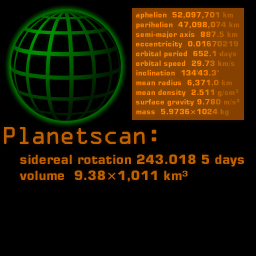 aphelion 52,097,701 km
perihelion 47,098,074 km
semi-major axis 887.5 km
eccentricity 0.01670219
orbital period 652.1 days
orbital speed 29.73 km/s
inclination 13443.3'
mean radius 6,371.0 km
mean density 2.511 g/cm³
surface gravity 9.780 m/s²
mass 5.9736×1024 kg
Planetscan:
sidereal rotation 243.018 5 days
volume 9.38×1,011 km³